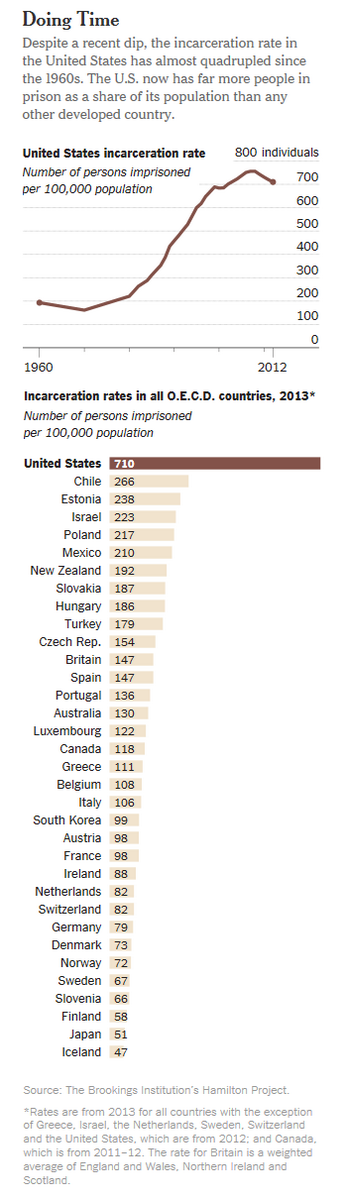 Doing Time
Despite a recent dip, the incarceration rate in
the United States has almost quadrupled since
the 1960s. The U.S. now has far more people in
prison as a share of its population than any
other developed country.
United States incarceration rate
800 individuals
Number of persons imprisoned
per 100,000 population
700
600
500
400
300
200
100
0
1960
2012
Incarceration rates in all O.E.C.D. countries, 2013*
Number of persons imprisoned
per 100,000 population
United States 710
Chile 266
Estonia 238
Israel 223
Poland 217
Mexico 210
New Zealand 192
Slovakia 187
Hungary 186
Turkey 179
Czech Rep. 154
Britain 147
Spain 147
Portugal 136
Australia 130
Luxembourg 122
Canada 118
Greece 111
Belgium 108
Italy 106
South Korea 99
Austria 98
France 98
Ireland 88
Netherlands 82
Switzerland 82
Germany 79
Denmark 73
Norway 72
Sweden 67
Slovenia 66
Finland 58
Japan 51
Iceland 47
Source: The Brookings Institution's Hamilton Project.
*Rates are from 2013 for all countries with the exception
of Greece, Israel, the Netherlands, Sweden, Switzerland
and the United States, which are from 2012; and Canada,
which is from 2011–12. The rate for Britain is a weighted
average of England and Wales, Northern Ireland and
Scotland.